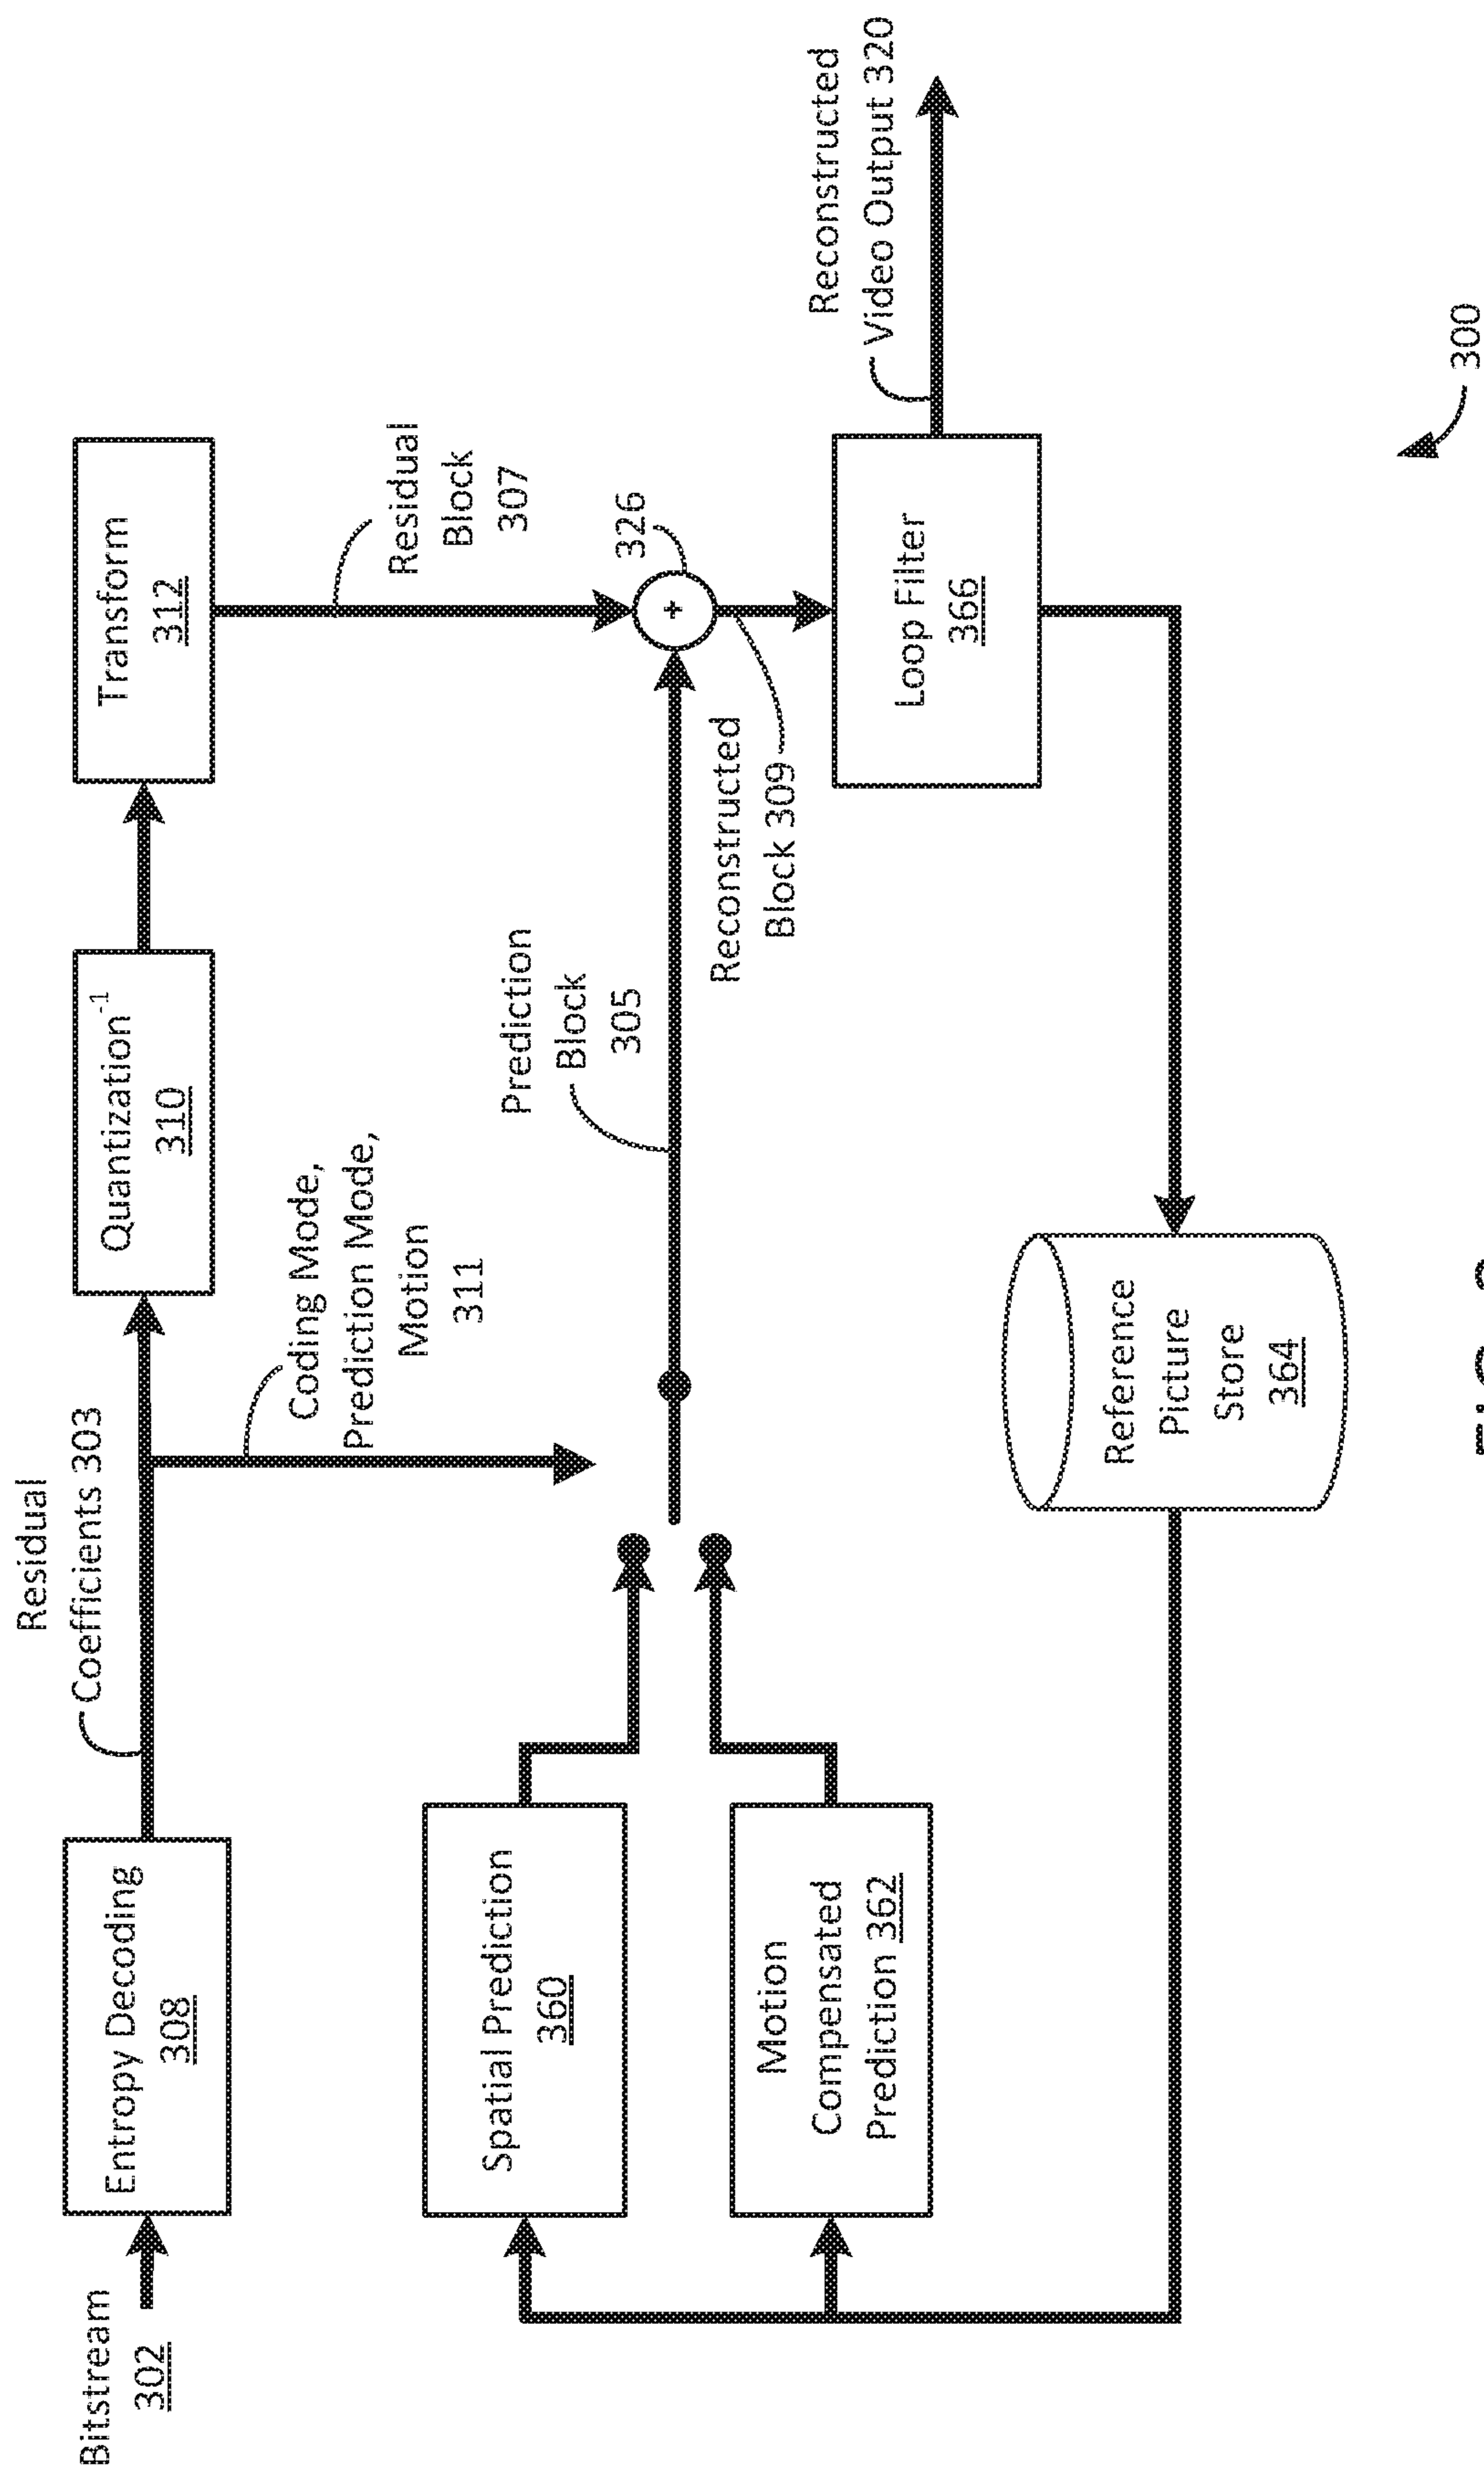 Bitstream
302
Entropy Decoding
308
Residual
Coefficients 303
Quantization⁻¹
310
Transform
312
Coding Mode,
Prediction Mode,
Motion
311
Residual
Block
307
Spatial Prediction
360
Motion
Compensated
Prediction 362
Prediction
Block
305
326
+
Reconstructed
Block 309
Loop Filter
366
Reconstructed
Video Output 320
Reference
Picture
Store
364
300